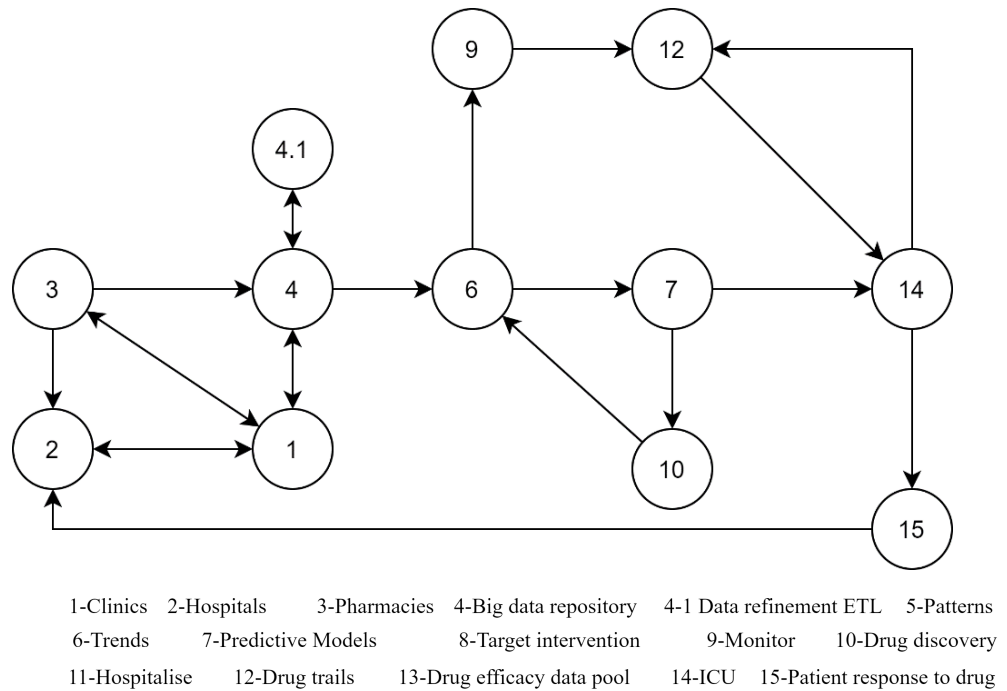 9 12
4.1
3 4 6 7 14
2 1 10
15
1-Clinics 2-Hospitals 3-Pharmacies 4-Big data repository 4-1 Data refinement ETL 5-Patterns
6-Trends 7-Predictive Models 8-Target intervention 9-Monitor 10-Drug discovery
11-Hospitalise 12-Drug trails 13-Drug efficacy data pool 14-ICU 15-Patient response to drug